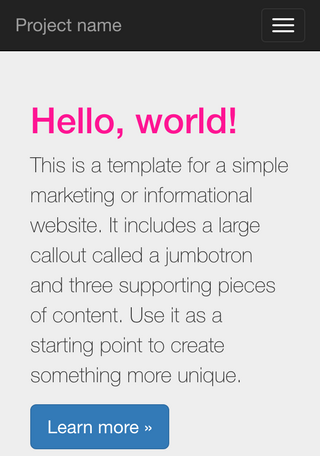 Project name
Hello, world!
This is a template for a simple
marketing or informational
website. It includes a large
callout called a jumbotron
and three supporting pieces
of content. Use it as a
starting point to create
something more unique.
Learn more »